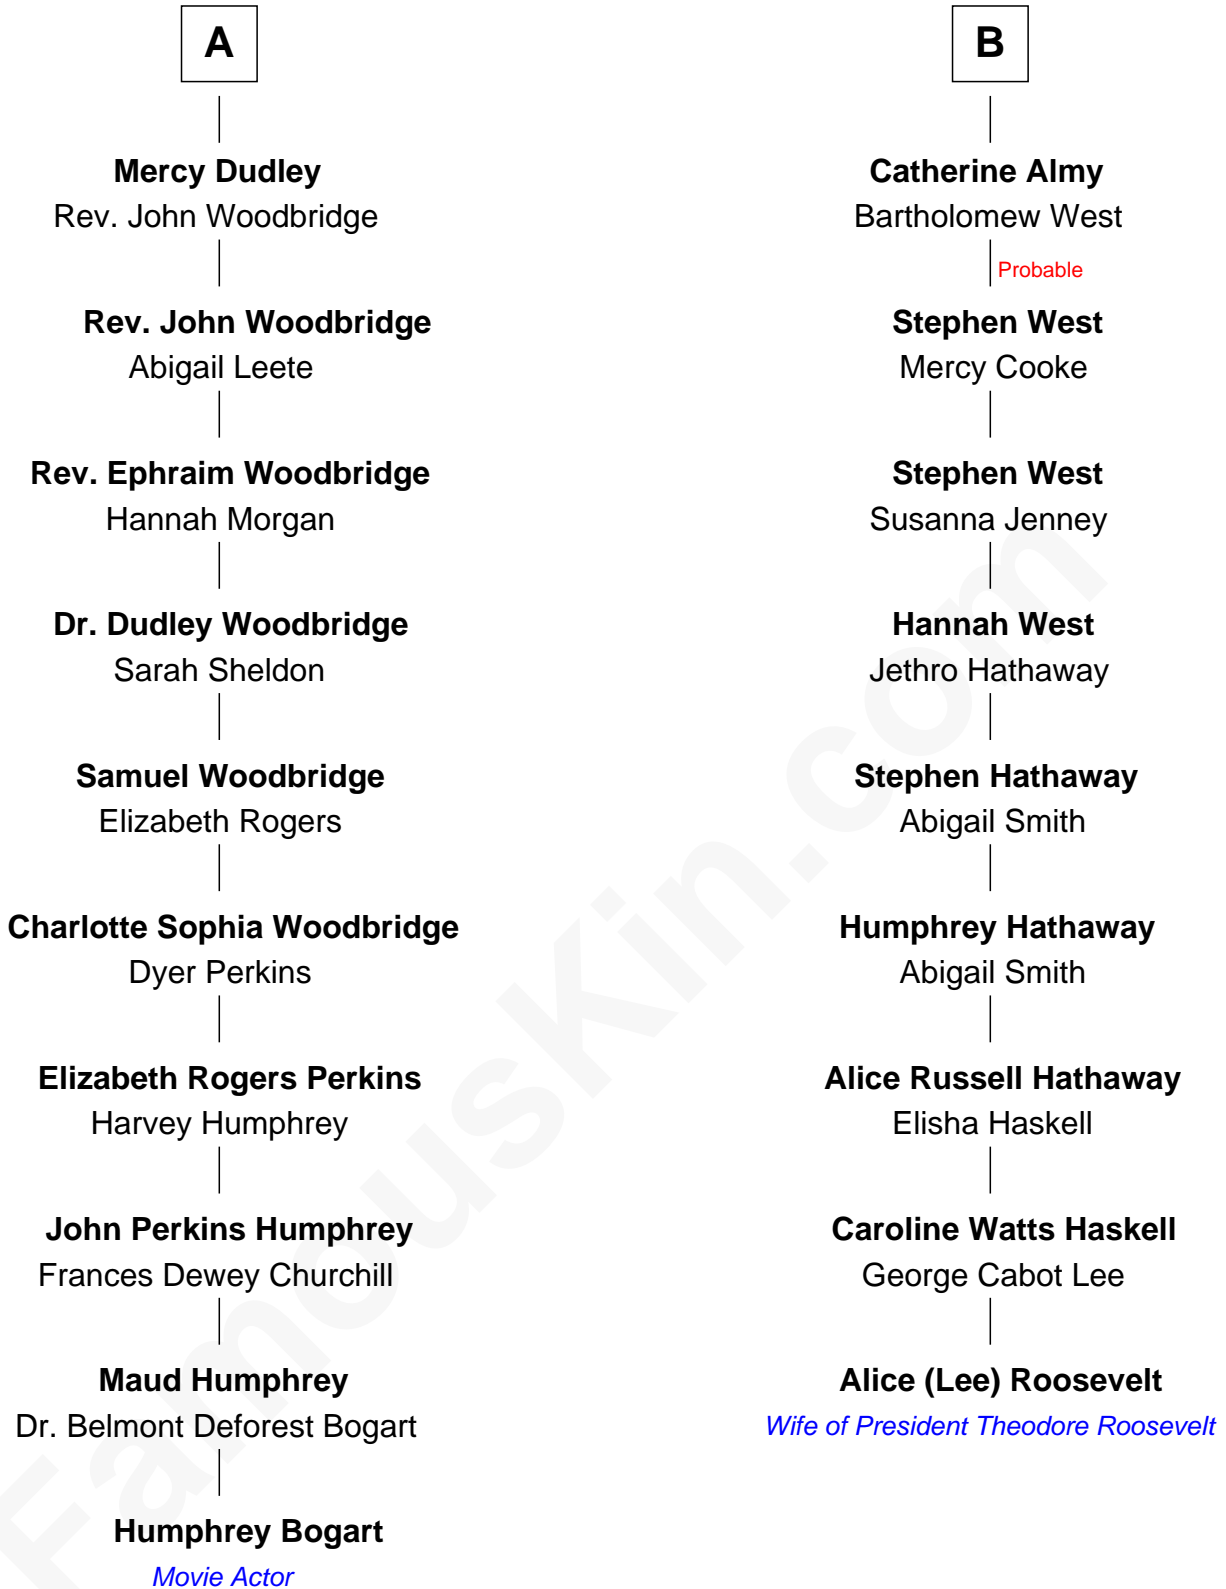 A
Mercy Dudley
Rev. John Woodbridge
Rev. John Woodbridge
Abigail Leete
Rev. Ephraim Woodbridge
Hannah Morgan
Dr. Dudley Woodbridge
Sarah Sheldon
Samuel Woodbridge
Elizabeth Rogers
Charlotte Sophia Woodbridge
Dyer Perkins
Elizabeth Rogers Perkins
Harvey Humphrey
John Perkins Humphrey
Frances Dewey Churchill
Maud Humphrey
Dr. Belmont Deforest Bogart
Humphrey Bogart
Movie Actor
B
Catherine Almy
Bartholomew West
Probable
Stephen West
Mercy Cooke
Stephen West
Susanna Jenney
Hannah West
Jethro Hathaway
Stephen Hathaway
Abigail Smith
Humphrey Hathaway
Abigail Smith
Alice Russell Hathaway
Elisha Haskell
Caroline Watts Haskell
George Cabot Lee
Alice (Lee) Roosevelt
Wife of President Theodore Roosevelt
FamousKin.com